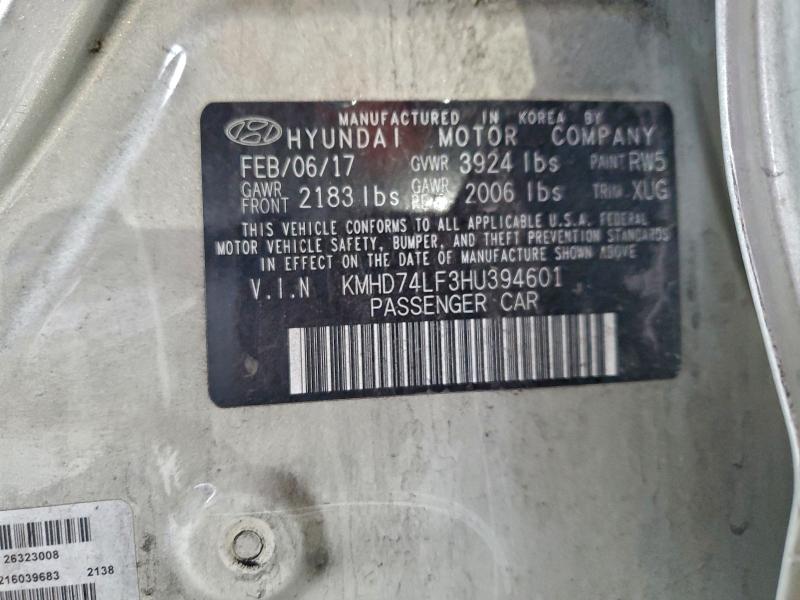 MANUFACTURED IN KOREA BY
HYUNDAI MOTOR COMPANY
FEB/06/17 GVWR 3924 lbs PAINT RW5
GAWR FRONT 2183 lbs GAWR 2006 lbs TRIM XUG
THIS VEHICLE CONFORMS TO ALL APPLICABLE U.S.A. FEDERAL
MOTOR VEHICLE SAFETY, BUMPER, AND THEFT PREVENTION STANDARDS
IN EFFECT ON THE DATE OF MANUFACTURE SHOWN ABOVE
V.I.N KMHD74LF3HU394601
PASSENGER CAR
26323008
216039683 2138